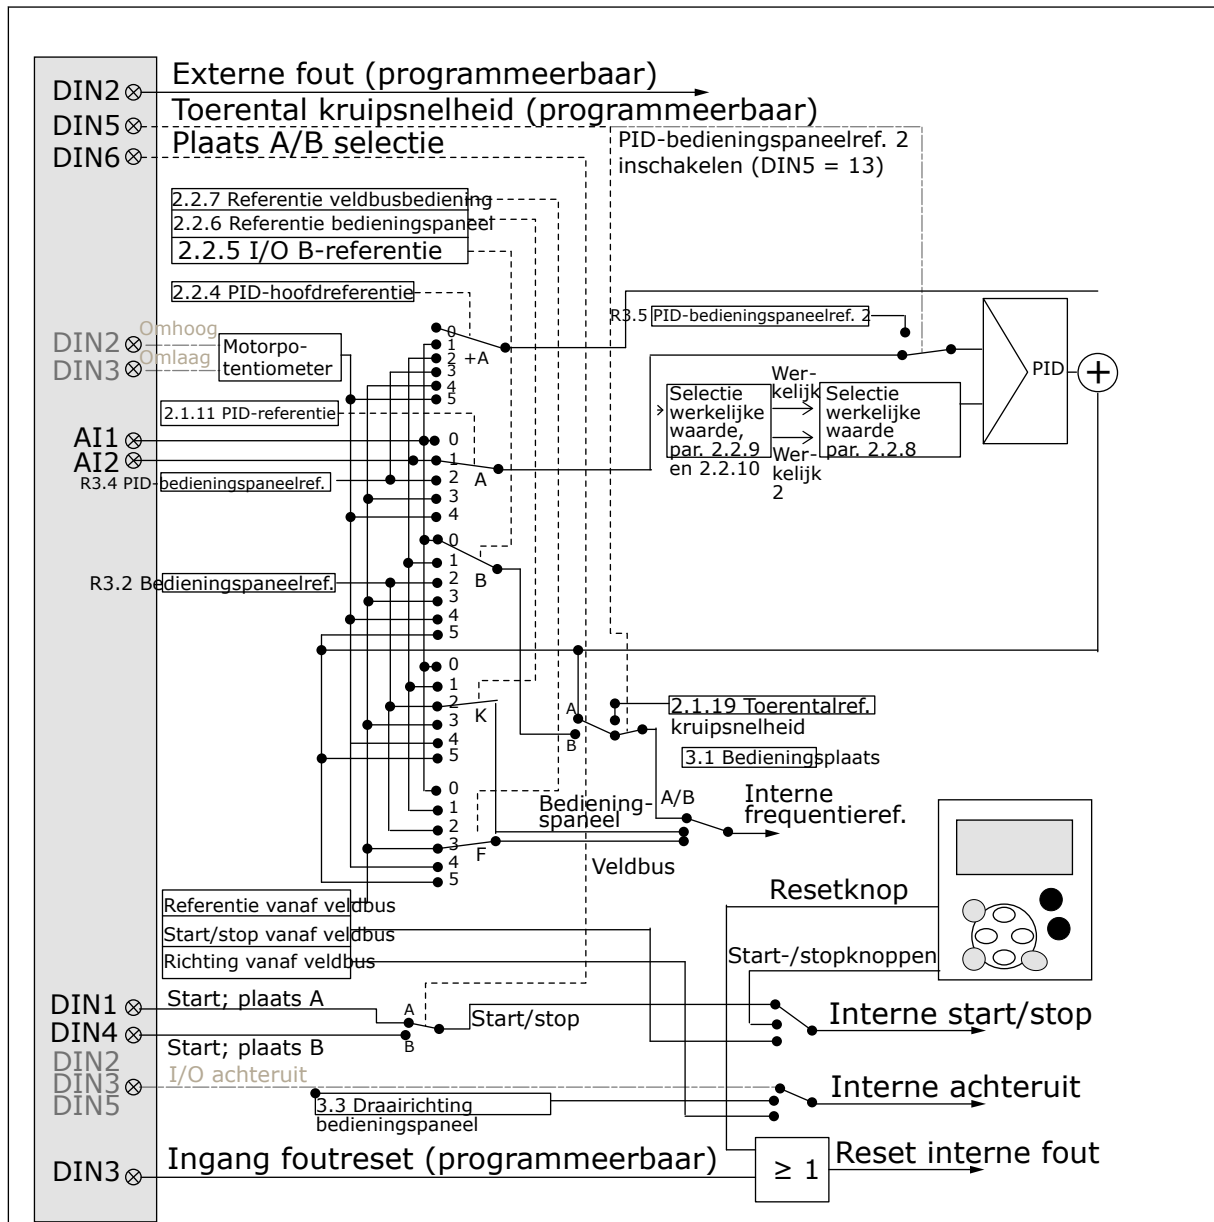 DIN2
Externe fout (programmeerbaar)
DIN5
Toerental kruipsnelheid (programmeerbaar)
DIN6
Plaats A/B selectie
PID-bedieningspaneelref. 2
inschakelen (DIN5 = 13)
2.2.7 Referentie veldbusbediening
2.2.6 Referentie bedieningspaneel
2.2.5 I/O B-referentie
2.2.4 PID-hoofdreferentie
R3.5 PID-bedieningspaneelref. 2
DIN2
Omhoog
DIN3
Omlaag
Motorpo-
tentiometer
0
1
2
3
4
5
+A
PID
+
Selectie
werkelijke
waarde,
par. 2.2.9
en 2.2.10
Wer-
kelijk
Wer-
kelijk
2
Selectie
werkelijke
waarde
par. 2.2.8
2.1.11 PID-referentie
AI1
AI2
R3.4 PID-bedieningspaneelref.
0
1
2
3
4
A
R3.2 Bedieningspaneelref.
0
1
2
3
4
5
B
0
1
2
3
4
5
K
A
B
2.1.19 Toerentalref.
kruipsnelheid
3.1 Bedieningsplaats
0
1
2
3
4
5
F
Bediening-
spaneel
A/B
Veldbus
Interne
frequentieref.
Referentie vanaf veldbus
Start/stop vanaf veldbus
Richting vanaf veldbus
Resetknop
Start-/stopknoppen
DIN1
Start; plaats A
DIN4
Start; plaats B
A
B
Start/stop
Interne start/stop
DIN2
DIN3
DIN5
I/O achteruit
3.3 Draairichting
bedieningspaneel
Interne achteruit
DIN3
Ingang foutreset (programmeerbaar)
≥ 1
Reset interne fout